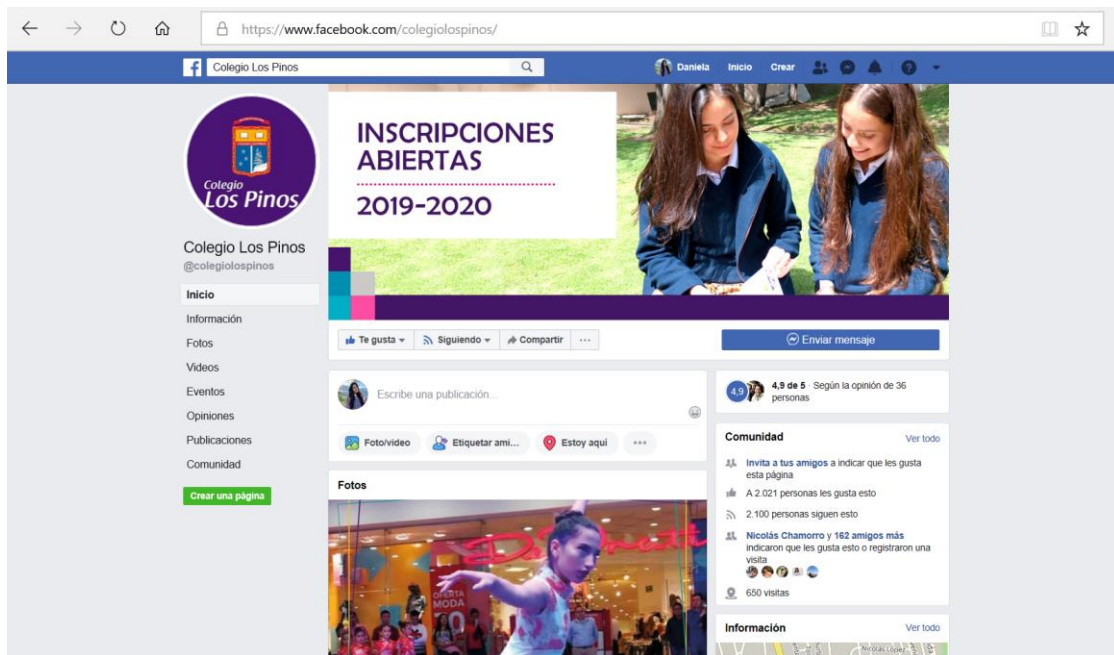 https://www.facebook.com/colegiolospinos/
Colegio Los Pinos
Daniela Inicio Crear
Colegio
Los Pinos
Colegio Los Pinos
@colegiolospinos
Inicio
Información
Fotos
Videos
Eventos
Opiniones
Publicaciones
Comunidad
Crear una página
INSCRIPCIONES
ABIERTAS
2019-2020
Te gusta Siguiendo Compartir ...
Enviar mensaje
Escribe una publicación...
Foto/video Etiquetar ami... Estoy aquí ...
Fotos
OFERTA
MODA
4,9
4,9 de 5 · Según la opinión de 36
personas
Comunidad Ver todo
Invita a tus amigos a indicar que les gusta
esta página
A 2.021 personas les gusta esto
2.100 personas siguen esto
Nicolás Chamorro y 162 amigos más
indicaron que les gusta esto o registraron una
visita
650 visitas
Información Ver todo
Nicolás López